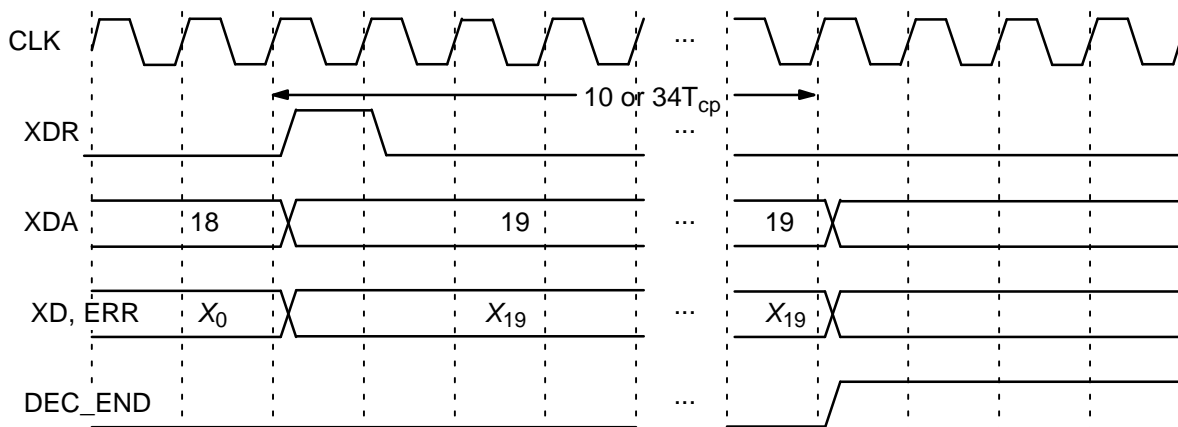 CLK ...
10 or 34Tcp
XDR ...
XDA 18 19 ... 19
XD, ERR X0 X19 ... X19
DEC_END ...